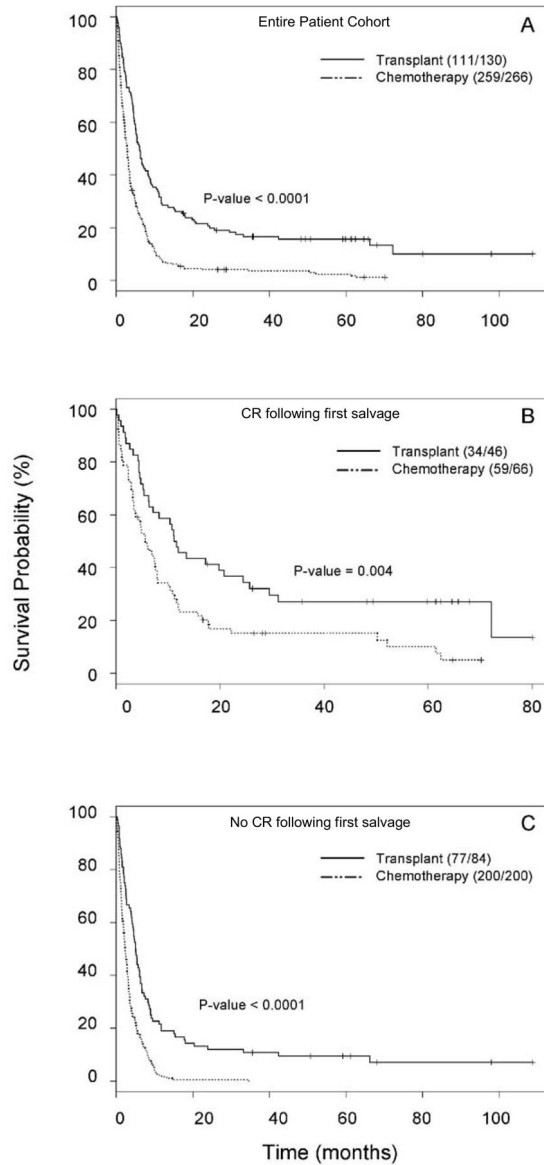 Entire Patient Cohort
A
Transplant (111/130)
Chemotherapy (259/266)
P-value < 0.0001
100
80
60
40
20
0
0 20 40 60 80 100
CR following first salvage
B
Transplant (34/46)
Chemotherapy (59/66)
P-value = 0.004
100
80
60
40
20
0
0 20 40 60 80
Survival Probability (%)
No CR following first salvage
C
Transplant (77/84)
Chemotherapy (200/200)
P-value < 0.0001
100
80
60
40
20
0
0 20 40 60 80 100
Time (months)